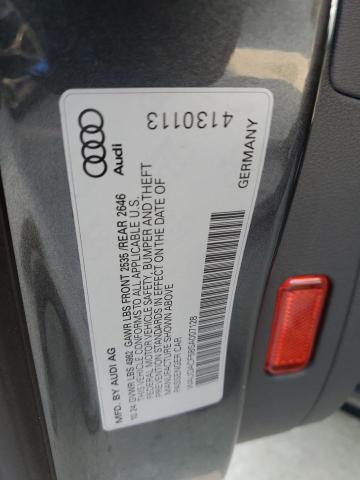 Audi
4130113
GERMANY
MFD. BY AUDI AG
10.24 GVWR LBS 4982 GAWR LBS FRONT 2535 /REAR 2646
THIS VEHICLE CONFORMS TO ALL APPLICABLE U.S.
FEDERAL MOTOR VEHICLE SAFETY, BUMPER AND THEFT
PREVENTION STANDARDS IN EFFECT ON THE DATE OF
MANUFACTURE SHOWN ABOVE
PASSENGER CAR